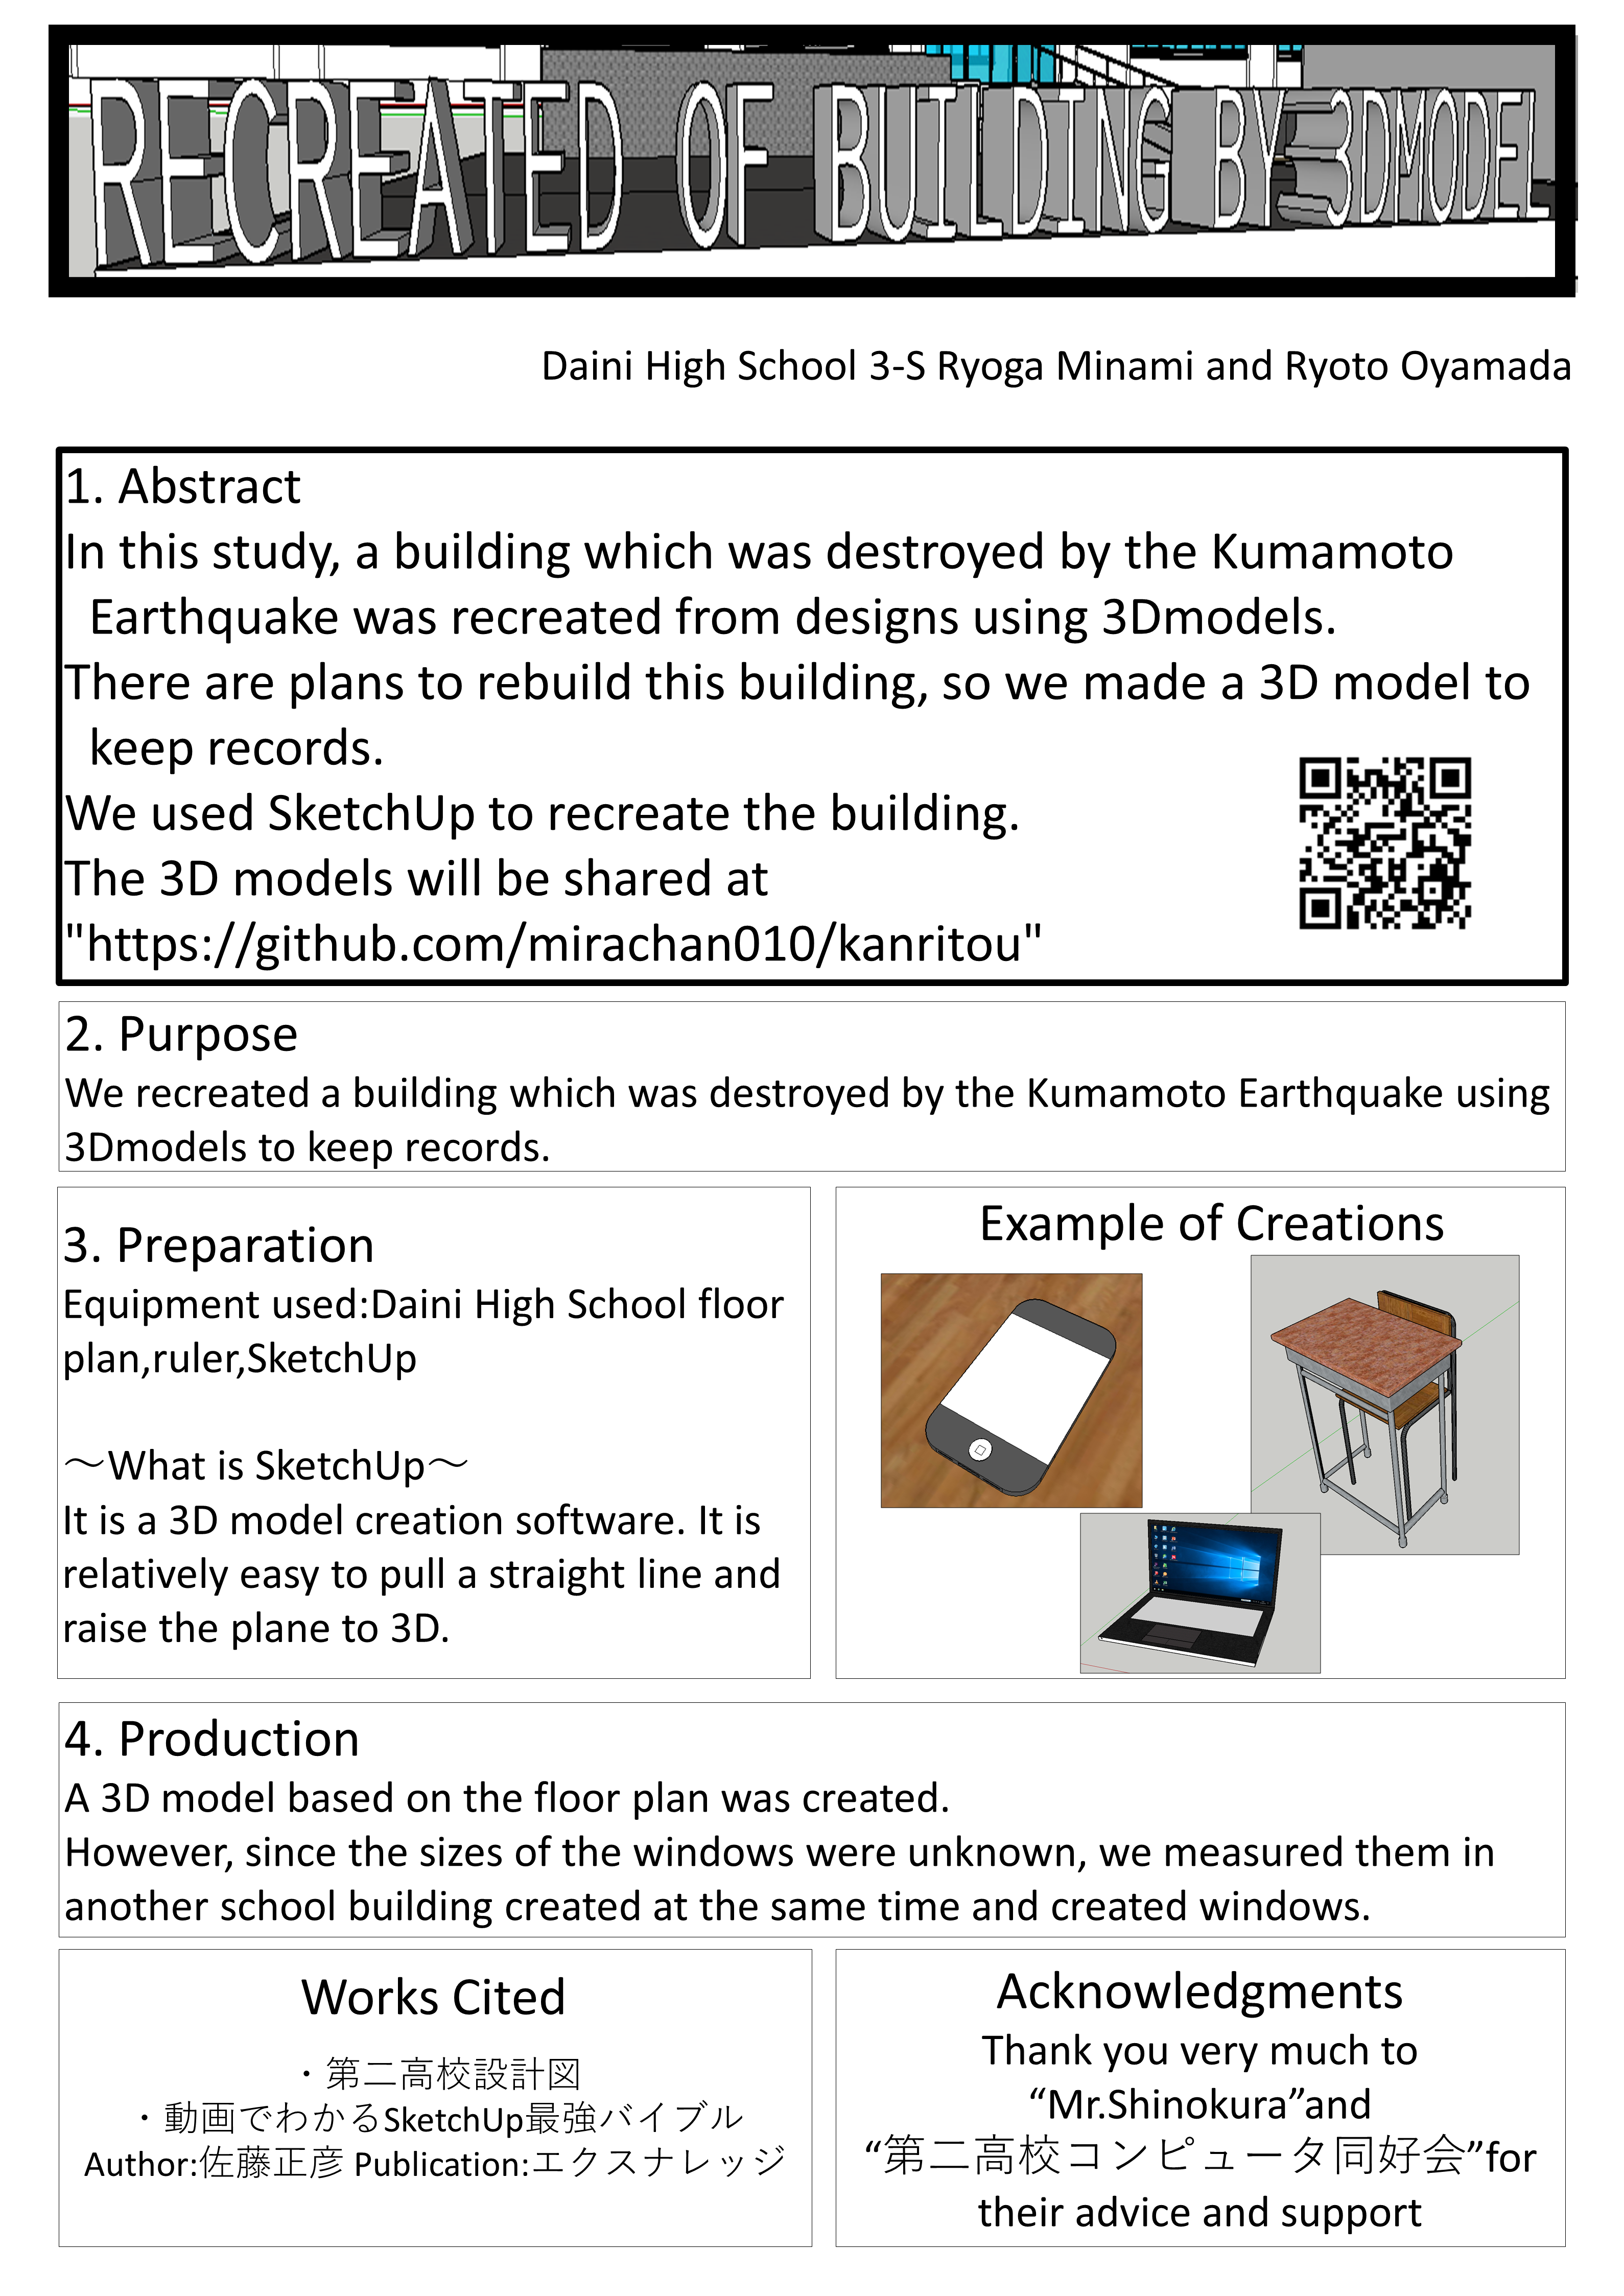 RECREATED OF BUILDING BY 3DMODEL
Daini High School 3-S Ryoga Minami and Ryoto Oyamada
1. Abstract
In this study, a building which was destroyed by the Kumamoto
Earthquake was recreated from designs using 3Dmodels.
There are plans to rebuild this building, so we made a 3D model to
keep records.
We used SketchUp to recreate the building.
The 3D models will be shared at
"https://github.com/mirachan010/kanritou"
2. Purpose
We recreated a building which was destroyed by the Kumamoto Earthquake using
3Dmodels to keep records.
3. Preparation
Equipment used:Daini High School floor
plan,ruler,SketchUp
～What is SketchUp～
It is a 3D model creation software. It is
relatively easy to pull a straight line and
raise the plane to 3D.
Example of Creations
4. Production
A 3D model based on the floor plan was created.
However, since the sizes of the windows were unknown, we measured them in
another school building created at the same time and created windows.
Works Cited
・第二高校設計図
・動画でわかるSketchUp最強バイブル
Author:佐藤正彦 Publication:エクスナレッジ
Acknowledgments
Thank you very much to
“Mr.Shinokura”and
“第二高校コンピュータ同好会”for
their advice and support